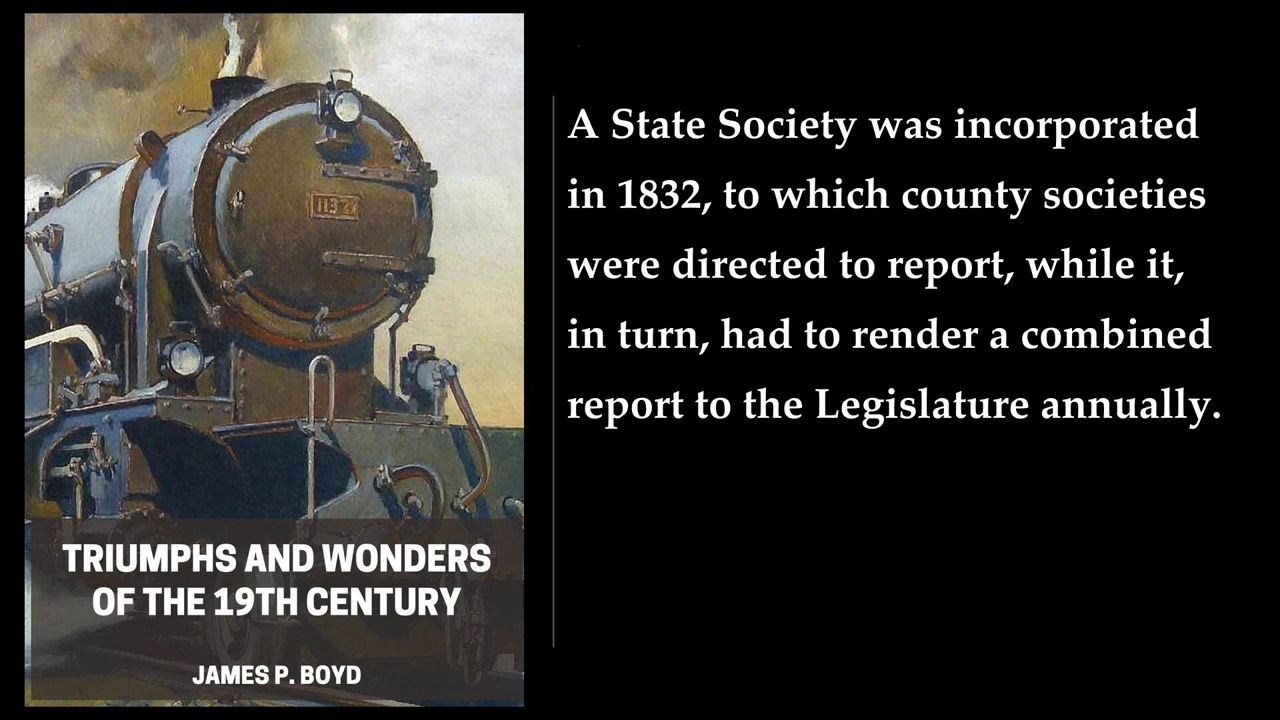 TRIUMPHS AND WONDERS
OF THE 19TH CENTURY
JAMES P. BOYD
A State Society was incorporated
in 1832, to which county societies
were directed to report, while it,
in turn, had to render a combined
report to the Legislature annually.